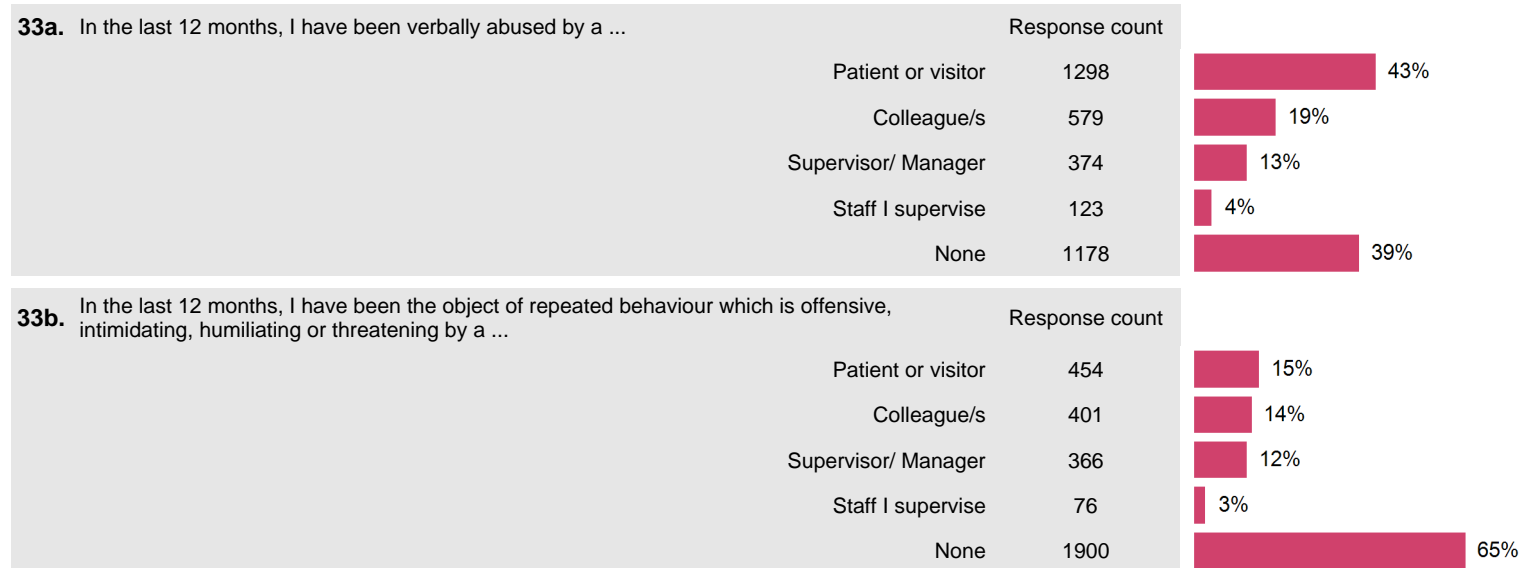 33a. In the last 12 months, I have been verbally abused by a ... Response count
Patient or visitor 1298 43%
Colleague/s 579 19%
Supervisor/ Manager 374 13%
Staff I supervise 123 4%
None 1178 39%
33b. In the last 12 months, I have been the object of repeated behaviour which is offensive,
intimidating, humiliating or threatening by a ... Response count
Patient or visitor 454 15%
Colleague/s 401 14%
Supervisor/ Manager 366 12%
Staff I supervise 76 3%
None 1900 65%